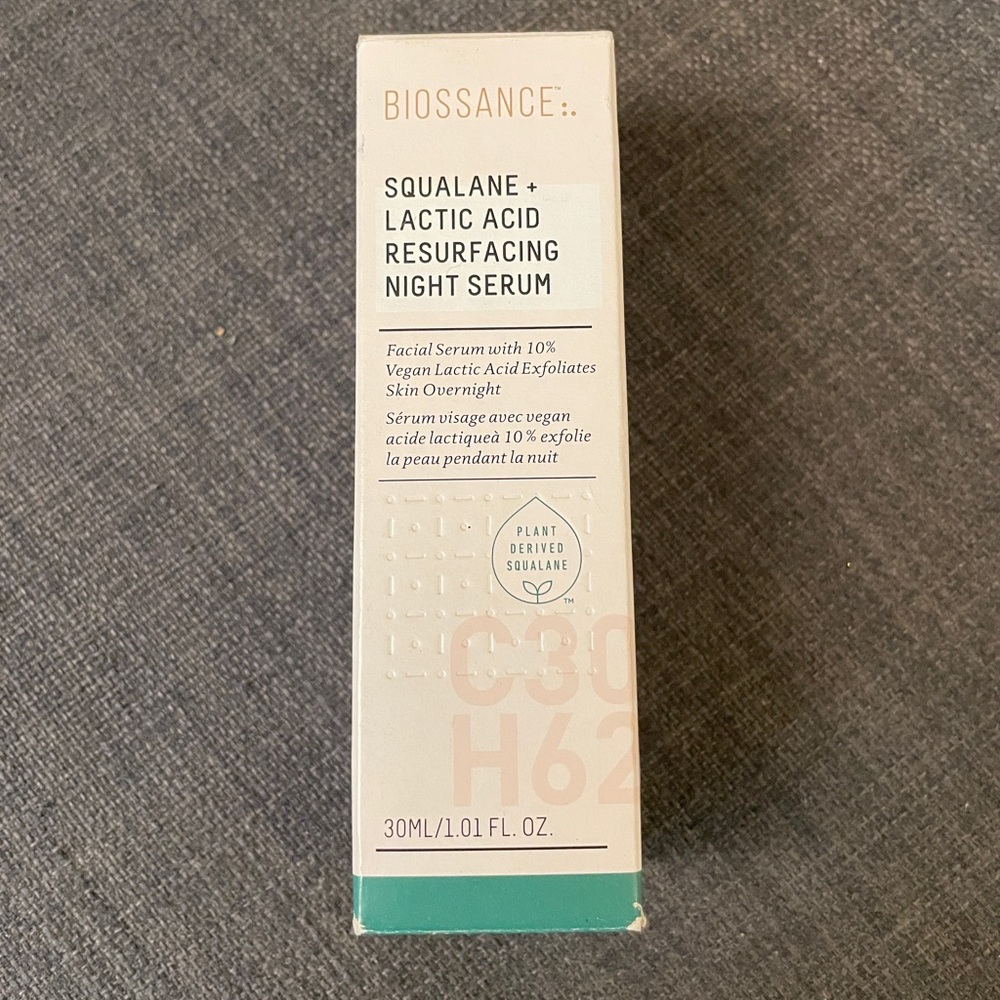 BIOSSANCE™
SQUALANE +
LACTIC ACID
RESURFACING
NIGHT SERUM
Facial Serum with 10%
Vegan Lactic Acid Exfoliates
Skin Overnight
Sérum visage avec vegan
acide lactiqueà 10 % exfolie
la peau pendant la nuit
PLANT
DERIVED
SQUALANE
™
C30
H62
30ML/1.01 FL. OZ.